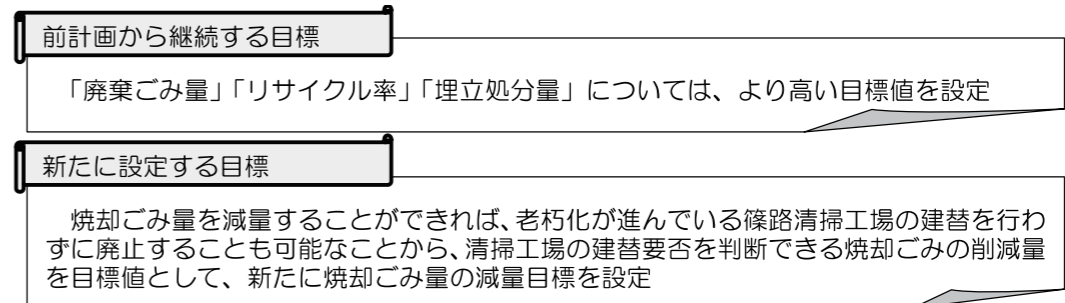 前計画から継続する目標
「廃棄ごみ量」「リサイクル率」「埋立処分量」については、より高い目標値を設定
新たに設定する目標
焼却ごみ量を減量することができれば、老朽化が進んでいる篠路清掃工場の建替を行わ
ずに廃止することも可能なことから、清掃工場の建替要否を判断できる焼却ごみの削減量
を目標値として、新たに焼却ごみ量の減量目標を設定